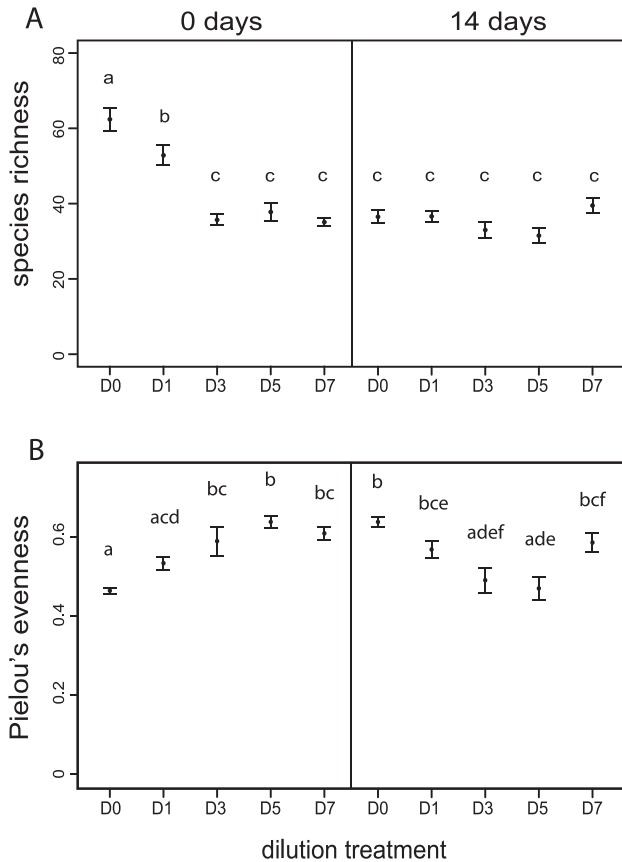 A
0 days
14 days
species richness
80
60
40
20
0
a
b
c
c
c
c
c
c
c
c
D0
D1
D3
D5
D7
D0
D1
D3
D5
D7
B
Pielou's evenness
0.6
0.4
0.2
0
a
acd
bc
b
bc
b
bce
adef
ade
bcf
D0
D1
D3
D5
D7
D0
D1
D3
D5
D7
dilution treatment